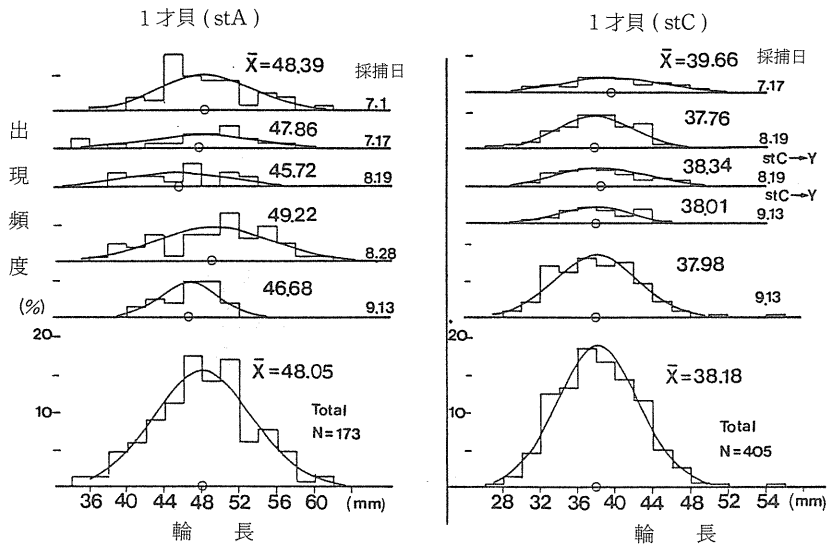 1才貝 (stA)
X̄=48.39
採捕日
7.1
47.86
7.17
45.72
8.19
49.22
8.28
46.68
9.13
出現頻度(%)
20
10
X̄=48.05
Total
N=173
36 40 44 48 52 56 60 (mm)
輪 長
1才貝 (stC)
X̄=39.66
採捕日
7.17
37.76
8.19
stC→Y
38.34
8.19
stC→Y
38.01
9.13
37.98
9.13
20
10
X̄=38.18
Total
N=405
28 32 36 40 44 48 52 54 (mm)
輪 長